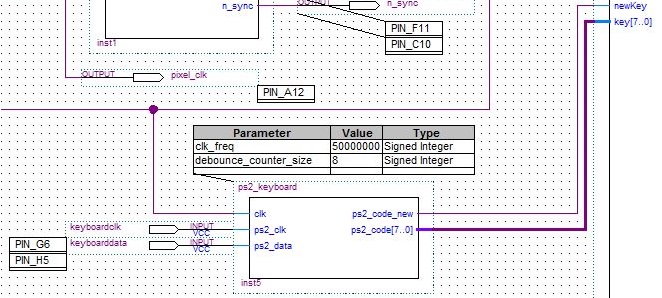 n_sync
OUTPUT
n_sync
newKey
key[7..0]
PIN_F11
PIN_C10
inst1
OUTPUT
pixel_clk
PIN_A12
Parameter Value Type
clk_freq 50000000 Signed Integer
debounce_counter_size 8 Signed Integer
ps2_keyboard
clk
ps2_code_new
keyboardclk
INPUT
VCC
ps2_clk
ps2_code[7..0]
keyboarddata
INPUT
VCC
ps2_data
PIN_G6
PIN_H5
inst5